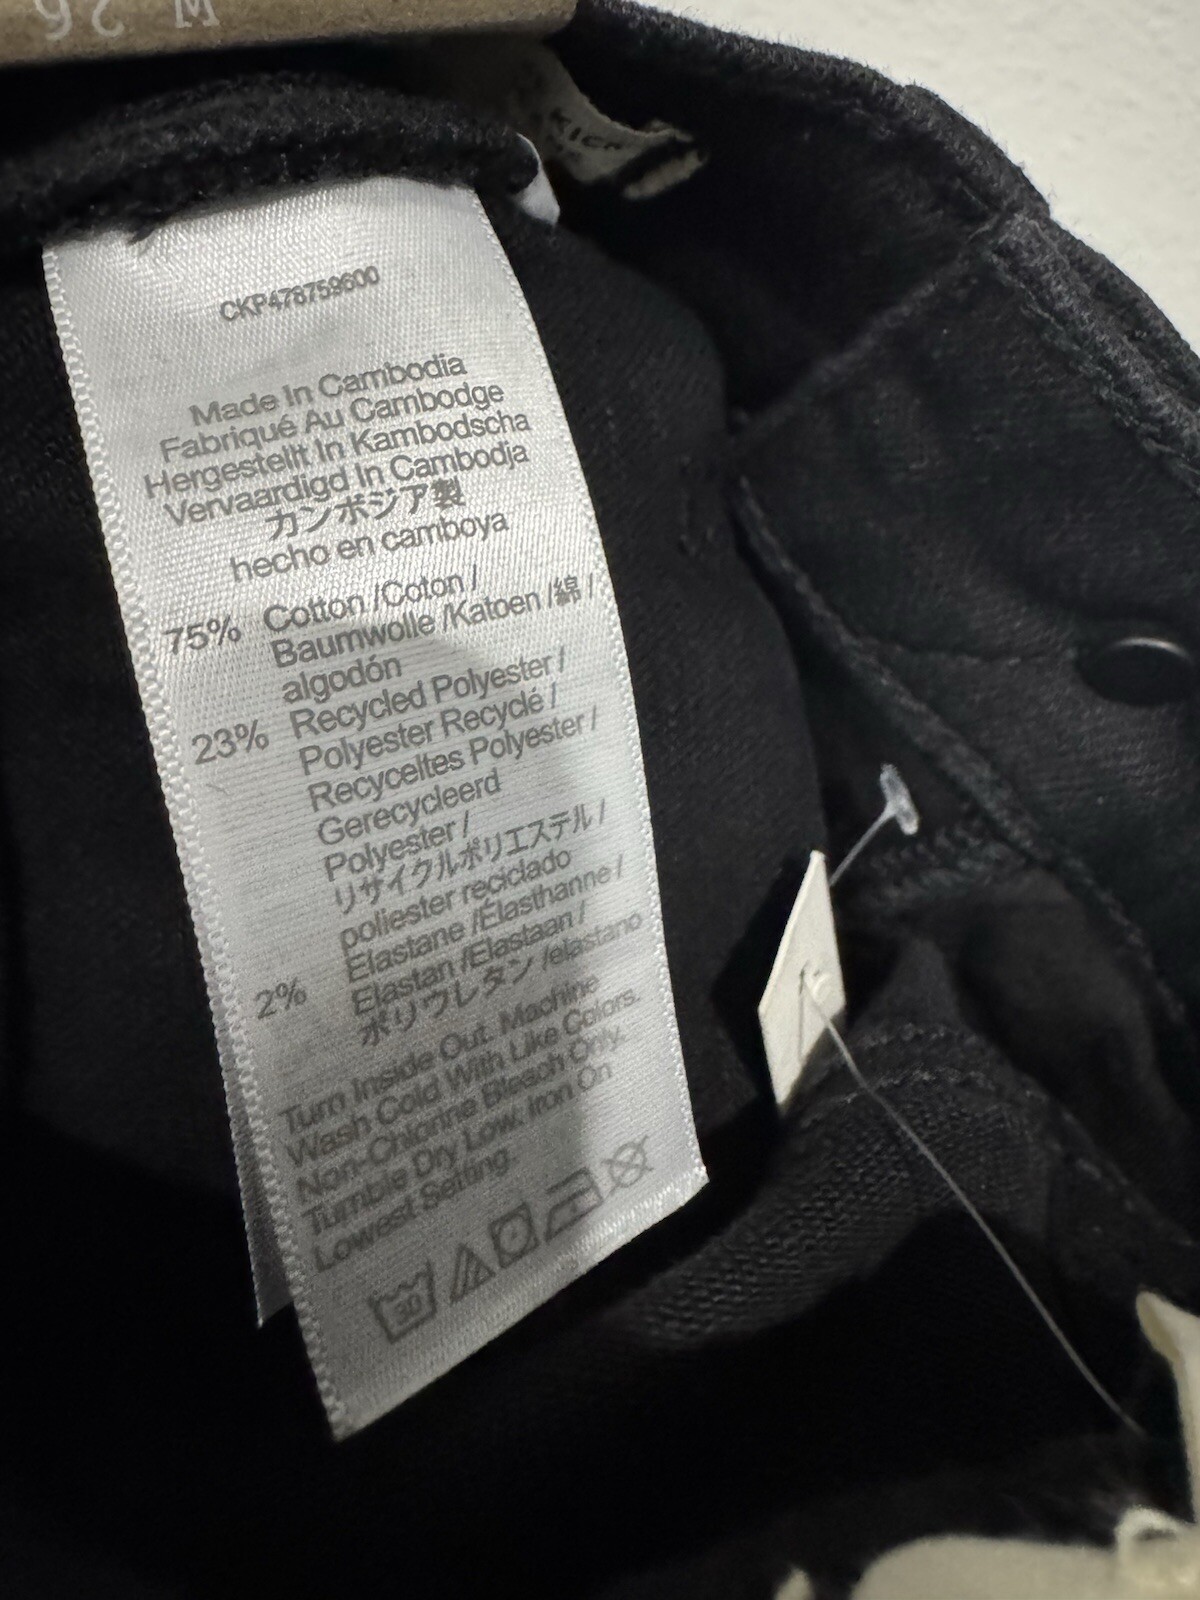 W 26
KICK
CKP478759600
Made In Cambodia
Fabriqué Au Cambodge
Hergestellt In Kambodscha
Vervaardigd In Cambodja
カンボジア製
hecho en camboya
75% Cotton /Coton /
Baumwolle /Katoen /綿 /
algodón
23% Recycled Polyester /
Polyester Recyclé /
Recyceltes Polyester /
Gerecycleerd
Polyester /
リサイクルポリエステル /
poliester reciclado
2% Elastane /Élasthanne /
Elastan /Elastaan /
ポリウレタン /elastano
Turn Inside Out. Machine
Wash Cold With Like Colors.
Non-Chlorine Bleach Only.
Tumble Dry Low. Iron On
Lowest Setting.
30